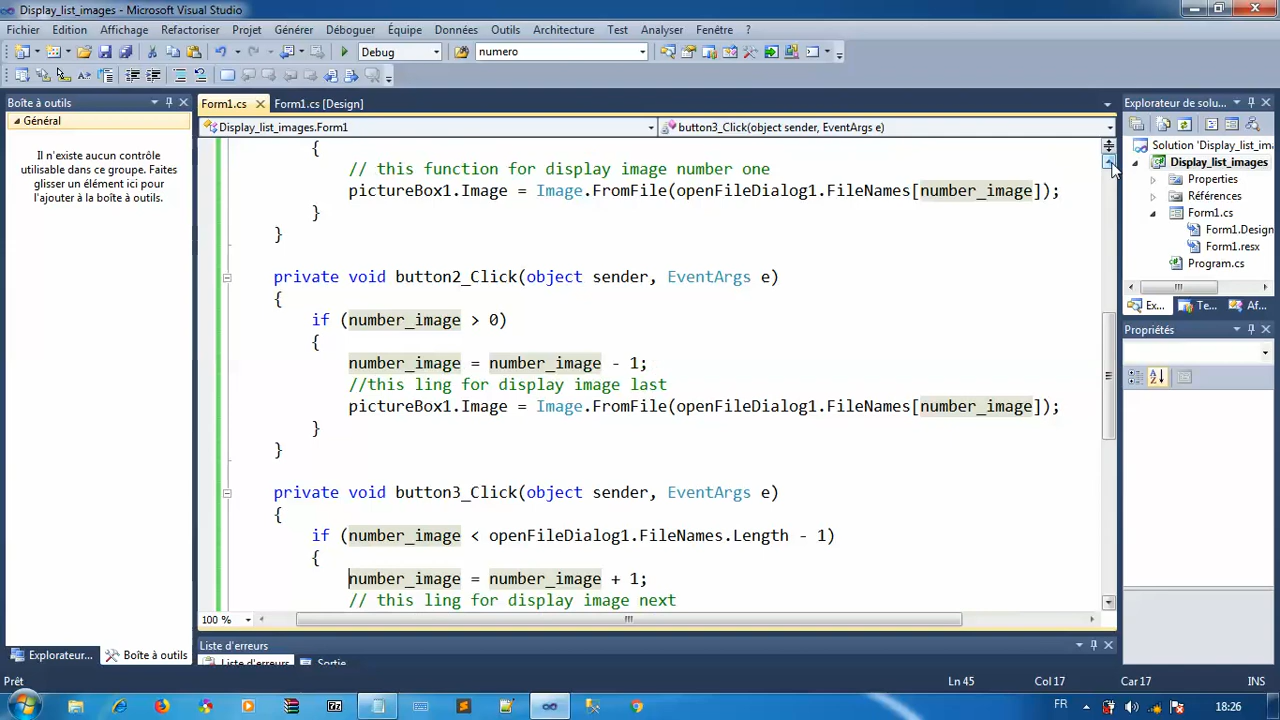 Display_list_images - Microsoft Visual Studio
Fichier Edition Affichage Refactoriser Projet Générer Déboguer Équipe Données Outils Architecture Test Analyser Fenêtre ?
Debug numero
Boîte à outils
Général
Il n'existe aucun contrôle
utilisable dans ce groupe. Faites
glisser un élément ici pour
l'ajouter à la boîte à outils.
Explorateur... Boîte à outils
Form1.cs Form1.cs [Design]
Display_list_images.Form1 button3_Click(object sender, EventArgs e)
{
// this function for display image number one
pictureBox1.Image = Image.FromFile(openFileDialog1.FileNames[number_image]);
}
}
private void button2_Click(object sender, EventArgs e)
{
if (number_image > 0)
{
number_image = number_image - 1;
//this ling for display image last
pictureBox1.Image = Image.FromFile(openFileDialog1.FileNames[number_image]);
}
}
private void button3_Click(object sender, EventArgs e)
{
if (number_image < openFileDialog1.FileNames.Length - 1)
{
number_image = number_image + 1;
// this ling for display image next
100 %
Liste d'erreurs
Liste d'erreurs Sortie
Explorateur de solu...
Solution 'Display_list_ima
Display_list_images
Properties
Références
Form1.cs
Form1.Design
Form1.resx
Program.cs
Ex... Te... Af...
Propriétés
Prêt Ln 45 Col 17 Car 17 INS
FR 18:26